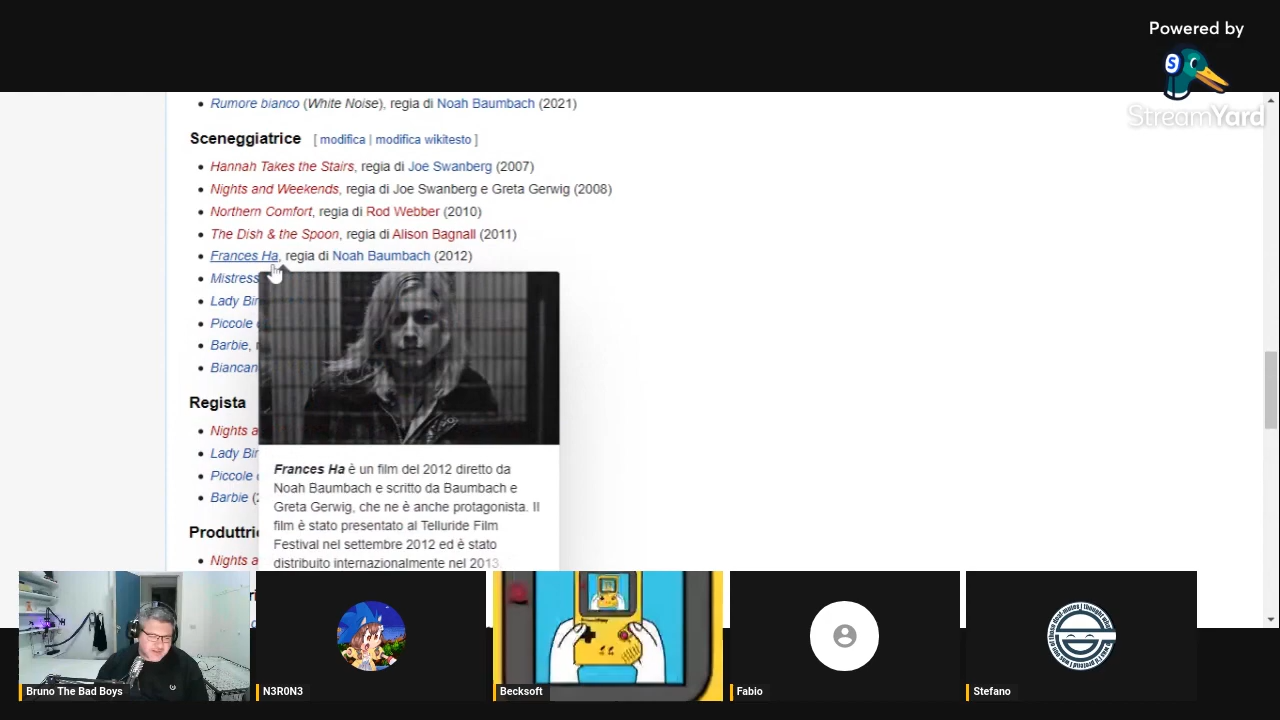 Powered by
StreamYard
Rumore bianco (White Noise), regia di Noah Baumbach (2021)
Sceneggiatrice [ modifica | modifica wikitesto ]
Hannah Takes the Stairs, regia di Joe Swanberg (2007)
Nights and Weekends, regia di Joe Swanberg e Greta Gerwig (2008)
Northern Comfort, regia di Rod Webber (2010)
The Dish & the Spoon, regia di Alison Bagnall (2011)
Frances Ha, regia di Noah Baumbach (2012)
Mistress
Lady Bir
Piccole
Barbie,
Biancan
Regista
Nights a
Lady Bir
Piccole
Barbie (2
Produttri
Nights a
Frances Ha è un film del 2012 diretto da
Noah Baumbach e scritto da Baumbach e
Greta Gerwig, che ne è anche protagonista. Il
film è stato presentato al Telluride Film
Festival nel settembre 2012 ed è stato
distribuito internazionalmente nel 2013.
Bruno The Bad Boys
N3R0N3
Becksoft
Fabio
Stefano